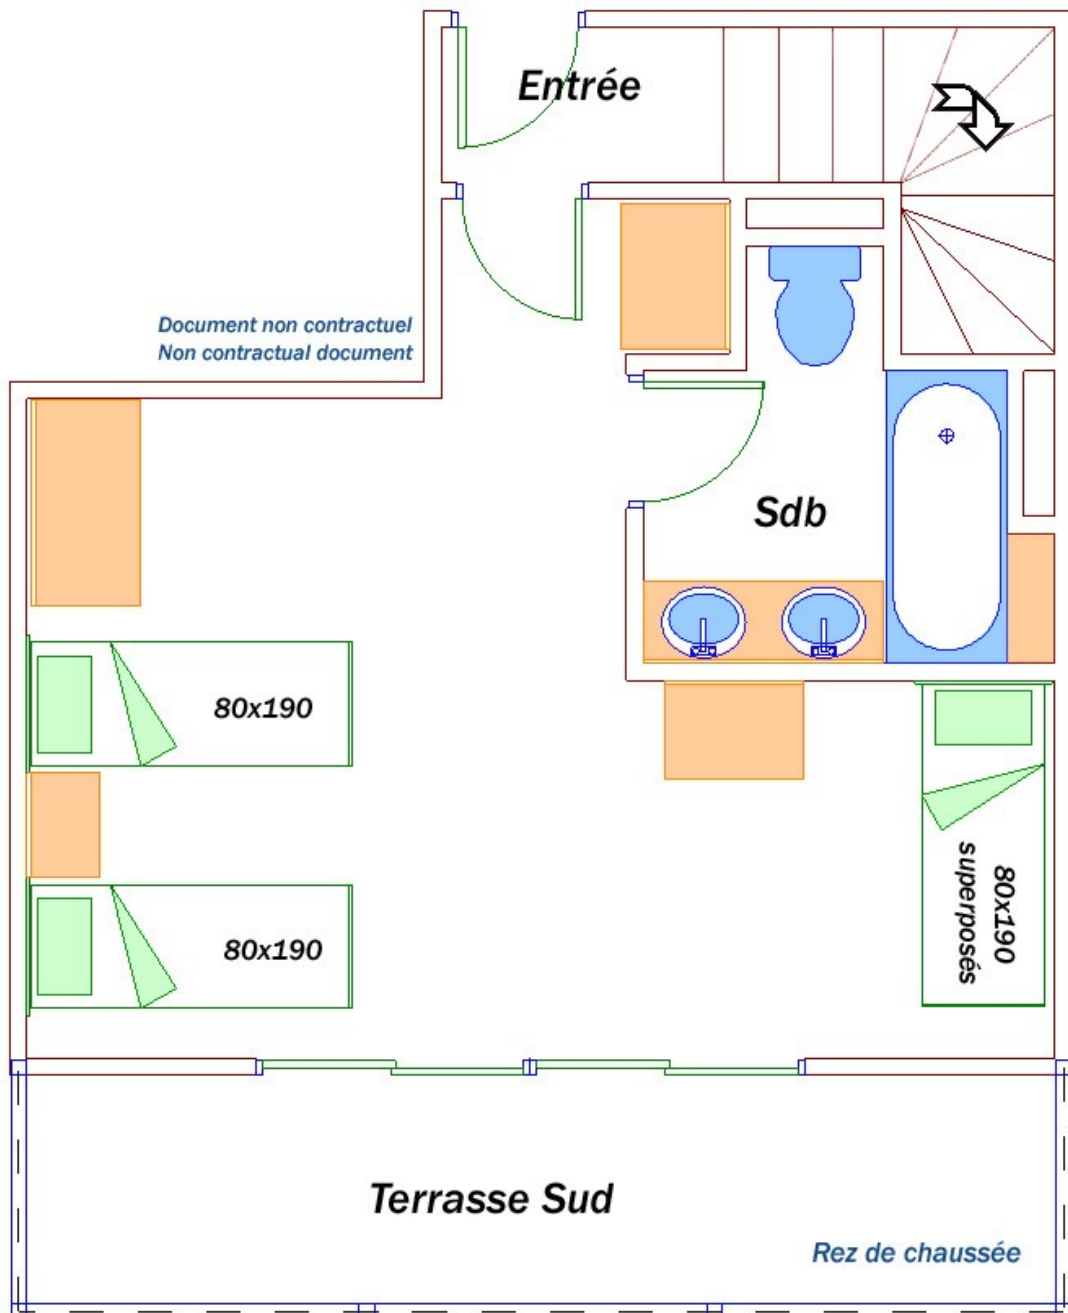 Entrée
Document non contractuel
Non contractual document
Sdb
80x190
80x190
80x190
superposés
Terrasse Sud
Rez de chaussée